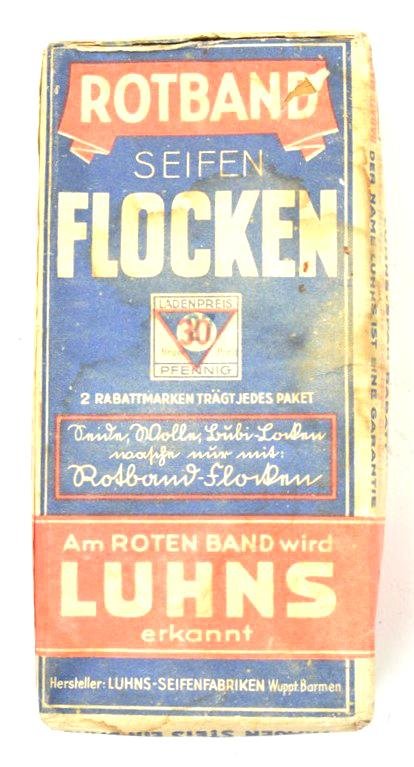 ROTBAND
SEIFEN
FLOCKEN
LADENPREIS
30
PFENNIG
2 RABATTMARKEN TRÄGT JEDES PAKET
Seide, Wolle, Bubi-Locken
wasche nur mit:
Rotband-Flocken
Am ROTEN BAND wird
LUHNS
erkannt
Hersteller: LUHNS-SEIFENFABRIKEN Wuppt. Barmen
DER NAME LUHNS IST EINE GARANTIE